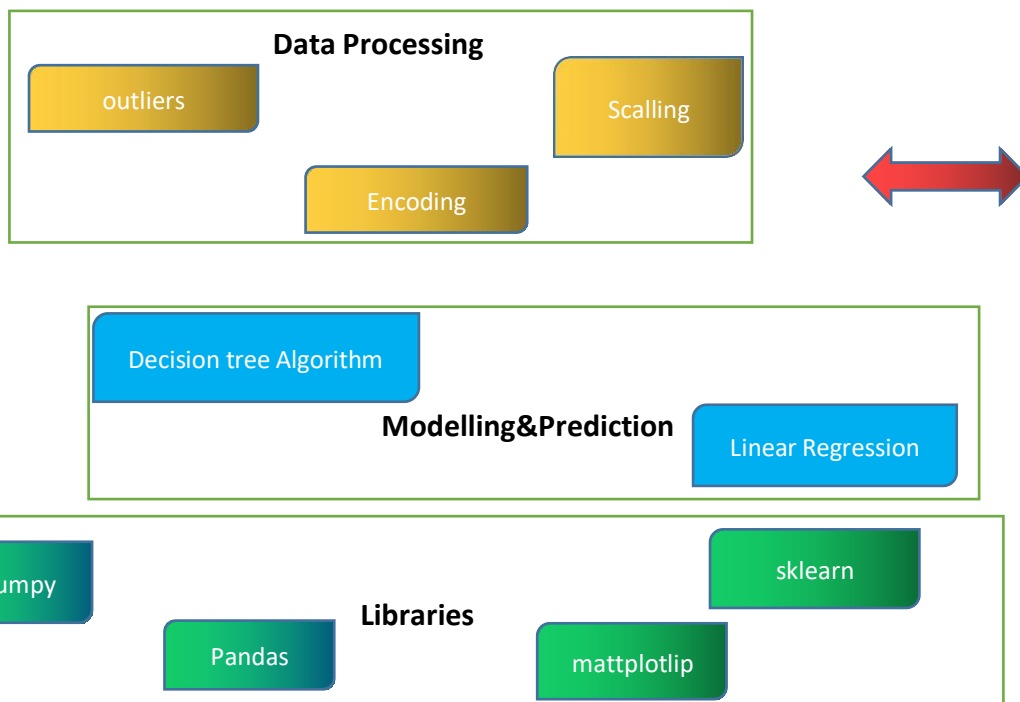 Data Processing
outliers
Scalling
Encoding
Decision tree Algorithm
Modelling&Prediction
Linear Regression
sklearn
umpy
Libraries
Pandas
mattplotlip